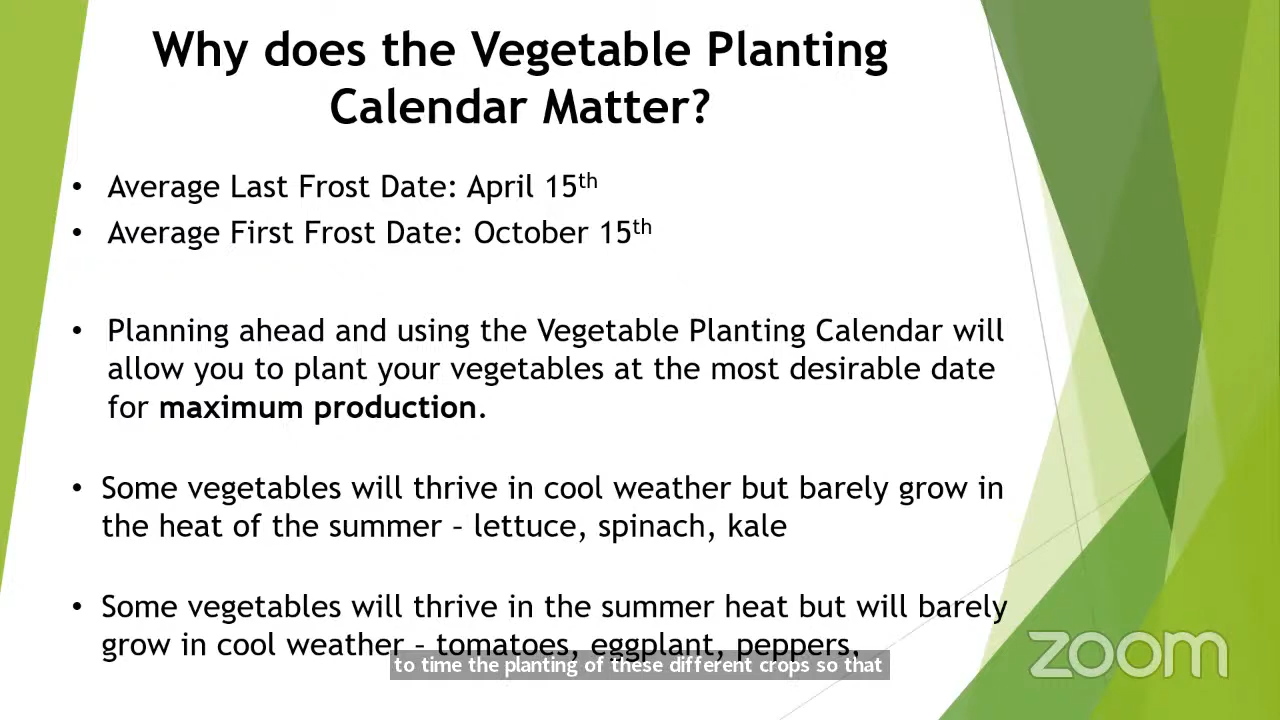 Why does the Vegetable Planting
Calendar Matter?
• Average Last Frost Date: April 15th
• Average First Frost Date: October 15th
• Planning ahead and using the Vegetable Planting Calendar will
allow you to plant your vegetables at the most desirable date
for maximum production.
• Some vegetables will thrive in cool weather but barely grow in
the heat of the summer – lettuce, spinach, kale
• Some vegetables will thrive in the summer heat but will barely
grow in cool weather – tomatoes, eggplant, peppers,
to time the planting of these different crops so that
zoom